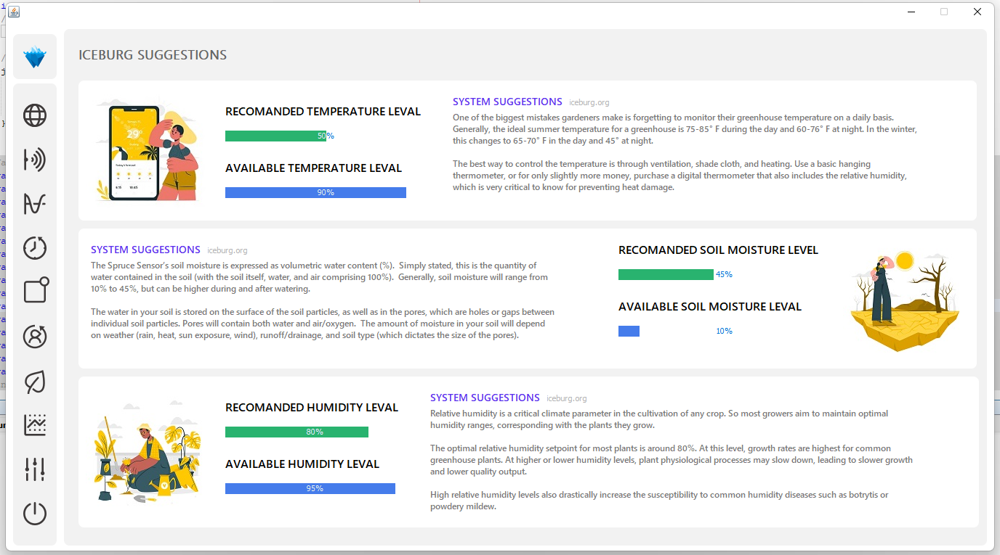 ICEBURG SUGGESTIONS
RECOMANDED TEMPERATURE LEVAL
50%
AVAILABLE TEMPERATURE LEVAL
90%
SYSTEM SUGGESTIONS iceburg.org
One of the biggest mistakes gardeners make is forgetting to monitor their greenhouse temperature on a daily basis.
Generally, the ideal summer temperature for a greenhouse is 75-85° F during the day and 60-76° F at night. In the winter,
this changes to 65-70° F in the day and 45° at night.
The best way to control the temperature is through ventilation, shade cloth, and heating. Use a basic hanging
thermometer, or for only slightly more money, purchase a digital thermometer that also includes the relative humidity,
which is very critical to know for preventing heat damage.
29°
Today's forecast
SYSTEM SUGGESTIONS iceburg.org
The Spruce Sensor's soil moisture is expressed as volumetric water content (%).  Simply stated, this is the quantity of
water contained in the soil (with the soil itself, water, and air comprising 100%).  Generally, soil moisture will range from
10% to 45%, but can be higher during and after watering.
The water in your soil is stored on the surface of the soil particles, as well as in the pores, which are holes or gaps between
individual soil particles. Pores will contain both water and air/oxygen.  The amount of moisture in your soil will depend
on weather (rain, heat, sun exposure, wind), runoff/drainage, and soil type (which dictates the size of the pores).
RECOMANDED SOIL MOISTURE LEVEL
45%
AVAILABLE SOIL MOISTURE LEVAL
10%
RECOMANDED HUMIDITY LEVAL
80%
AVAILABLE HUMIDITY LEVAL
95%
SYSTEM SUGGESTIONS iceburg.org
Relative humidity is a critical climate parameter in the cultivation of any crop. So most growers aim to maintain optimal
humidity ranges, corresponding with the plants they grow.
The optimal relative humidity setpoint for most plants is around 80%. At this level, growth rates are highest for common
greenhouse plants. At higher or lower humidity levels, plant physiological processes may slow down, leading to slower growth
and lower quality output.
High relative humidity levels also drastically increase the susceptibility to common humidity diseases such as botrytis or
powdery mildew.